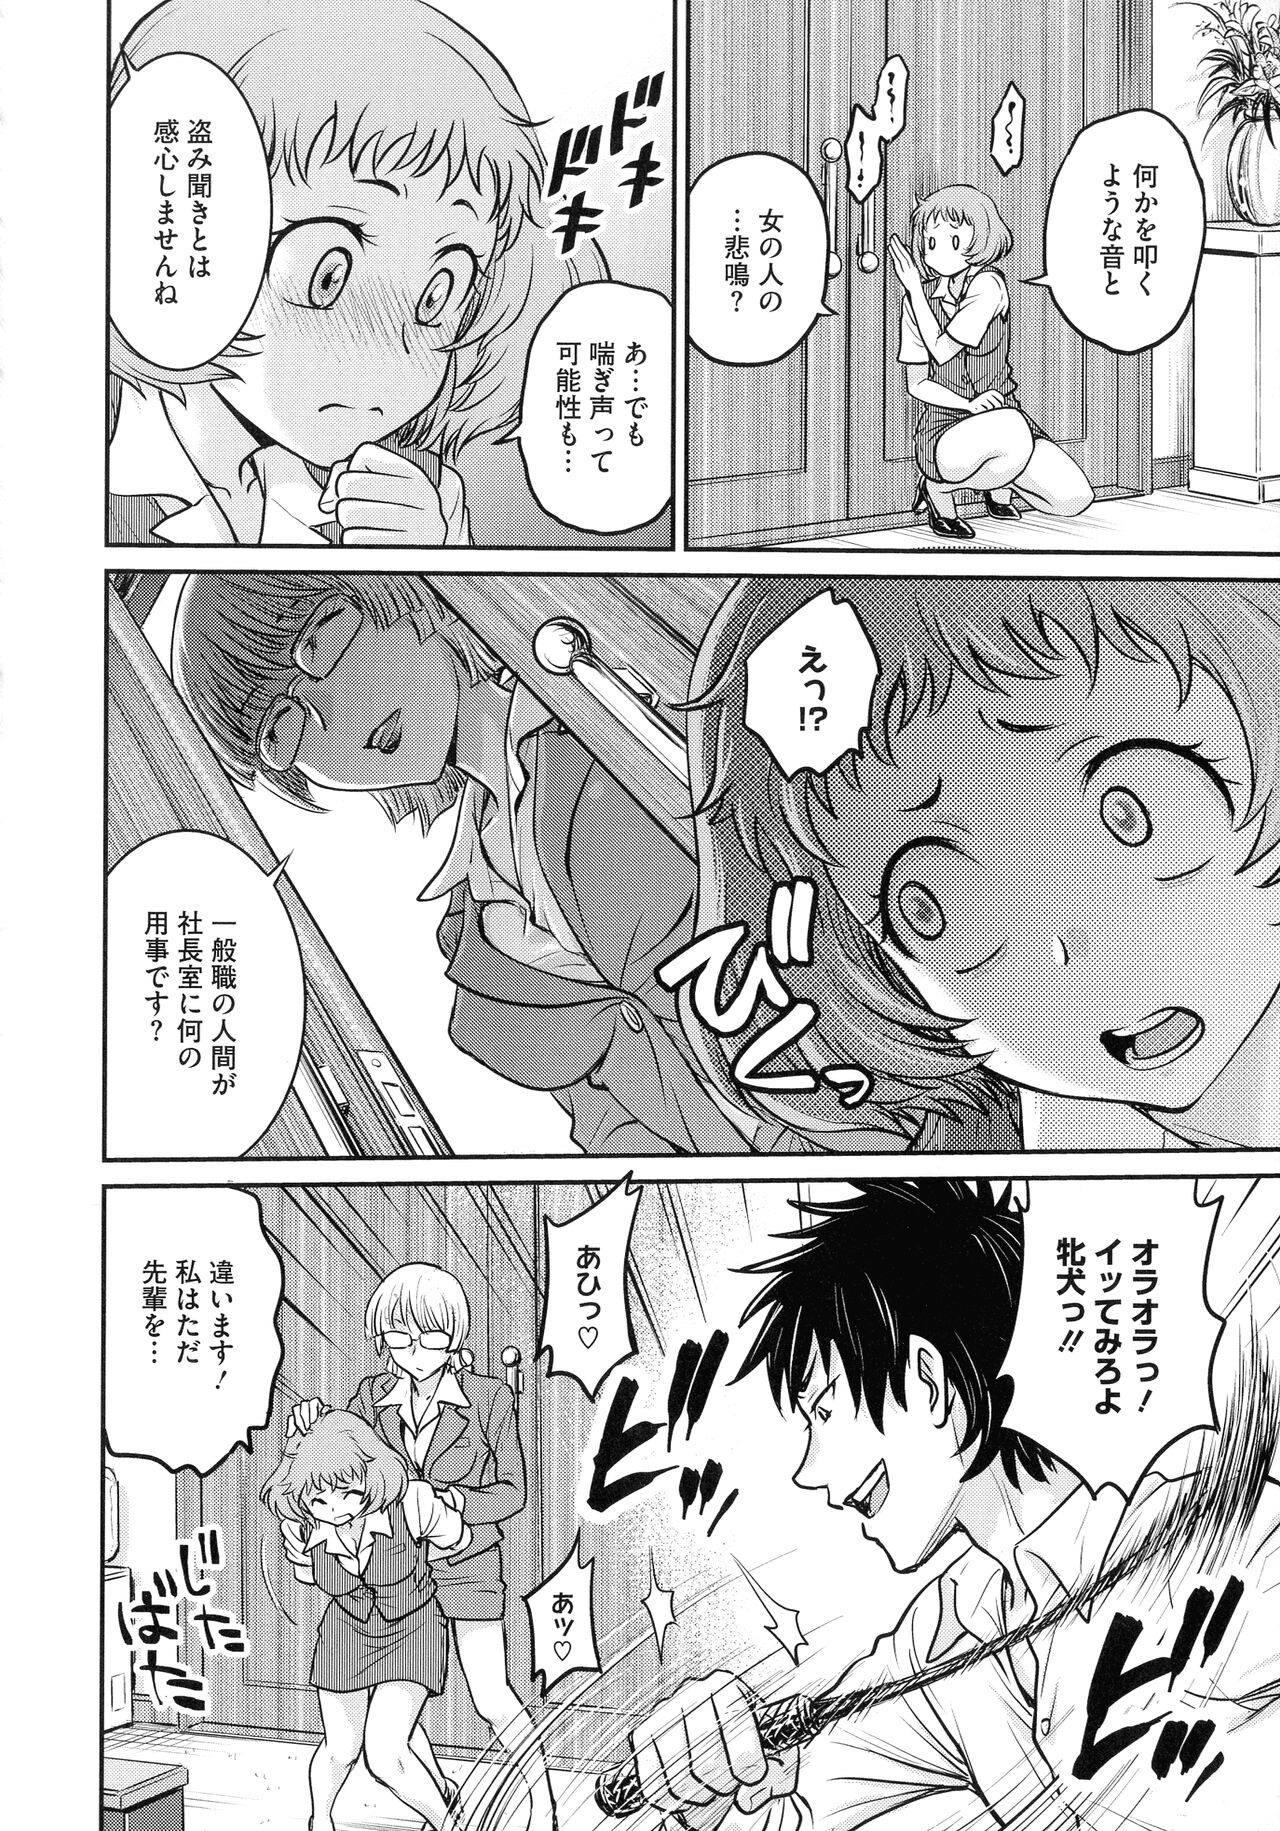 何かを叩く
ような音と
女の人の
…悲鳴？
ドキ
ドキ
あ…でも
喘ぎ声って
可能性も…
盗み聞きとは
感心しませんね
えっ!?
びくくっ
一般職の人間が
社長室に何の
用事です？
オラオラっ！
イッてみろよ
牝犬っ!!
ビッ
ビッ
あひっ♡
あッ♡
違います！
私はただ
先輩を…
じた
ばた